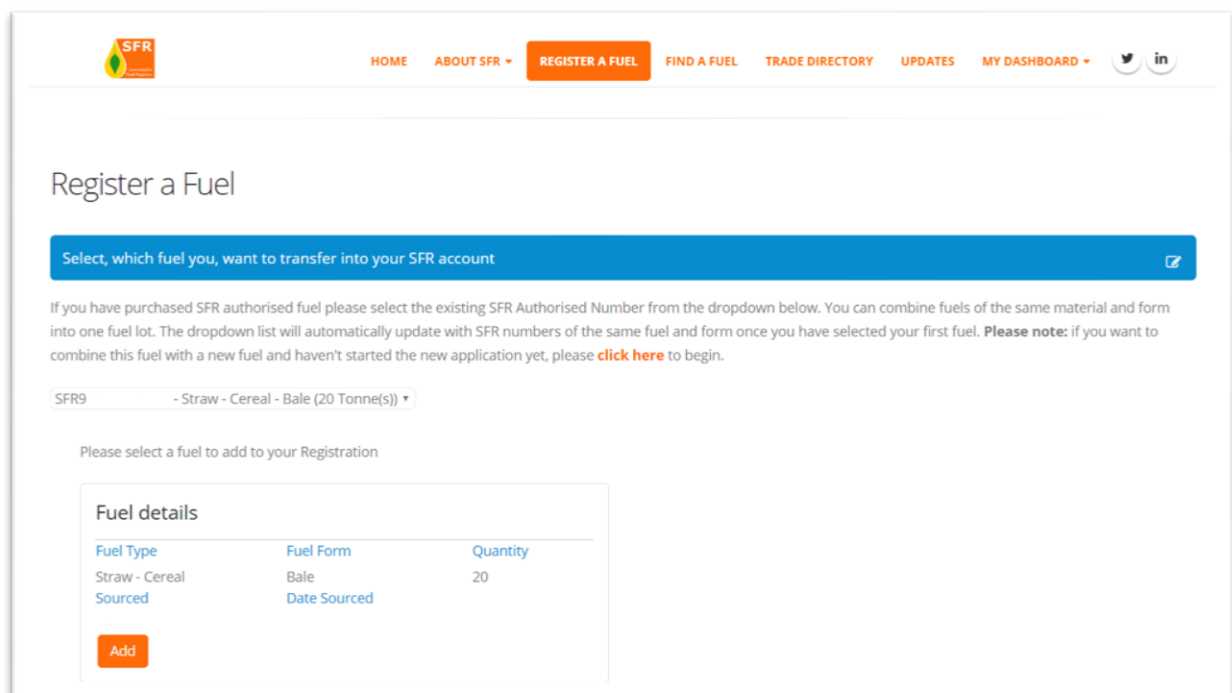 SFR
HOME ABOUT SFR REGISTER A FUEL FIND A FUEL TRADE DIRECTORY UPDATES MY DASHBOARD in
Register a Fuel
Select, which fuel you, want to transfer into your SFR account
If you have purchased SFR authorised fuel please select the existing SFR Authorised Number from the dropdown below. You can combine fuels of the same material and form
into one fuel lot. The dropdown list will automatically update with SFR numbers of the same fuel and form once you have selected your first fuel. Please note: if you want to
combine this fuel with a new fuel and haven't started the new application yet, please click here to begin.
SFR9 - Straw - Cereal - Bale (20 Tonne(s))
Please select a fuel to add to your Registration
Fuel details
Fuel Type Fuel Form Quantity
Straw - Cereal Bale 20
Sourced Date Sourced
Add